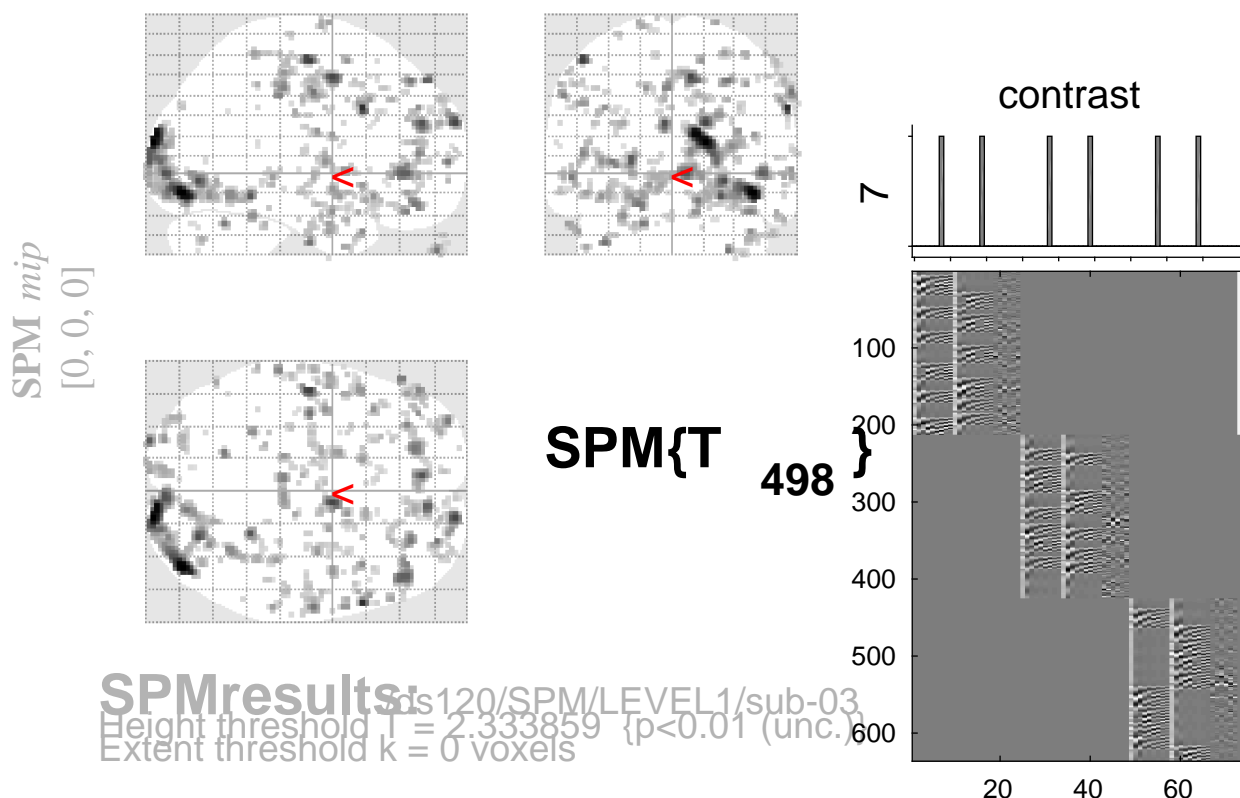 SPM mip
[0, 0, 0]
<
<
<
SPM{T
498
}
contrast
7
100
200
300
400
500
600
20
40
60
SPMresults: /ds120/SPM/LEVEL1/sub-03
Height threshold T = 2.333859 {p<0.01 (unc.)}
Extent threshold k = 0 voxels